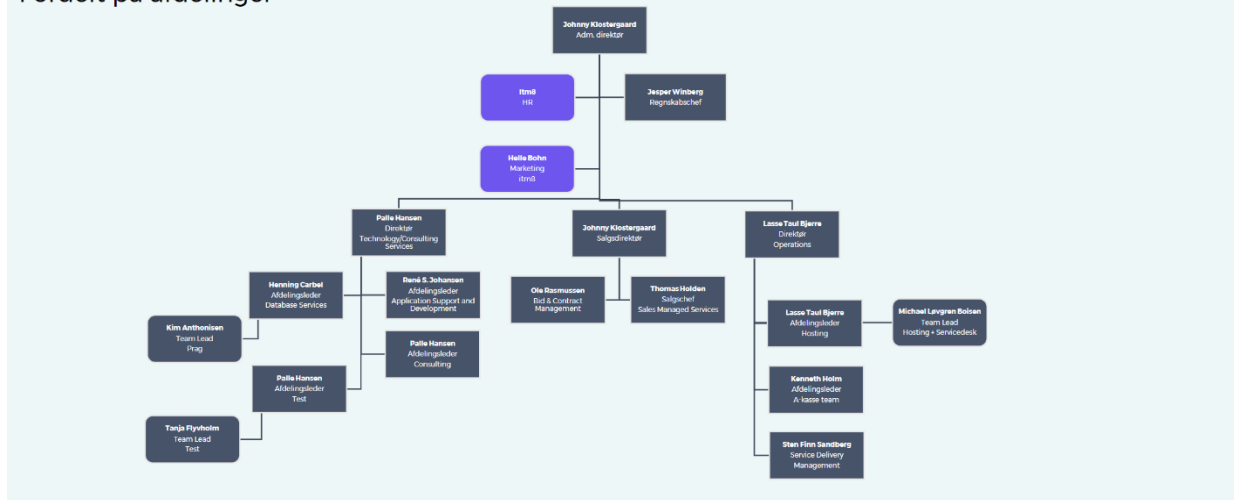 Fordelt på afdelinger
Johnny Klostergaard
Adm. direktør
Itm8
HR
Jesper Winberg
Regnskabschef
Helle Bohn
Marketing
itm8
Palle Hansen
Direktør
Technology/Consulting
Services
Johnny Klostergaard
Salgsdirektør
Lasse Taul Bjerre
Direktør
Operations
Henning Carbel
Afdelingsleder
Database Services
René S. Johansen
Afdelingsleder
Application Support and
Development
Ole Rasmussen
Bid & Contract
Management
Thomas Holden
Salgschef
Sales Managed Services
Lasse Taul Bjerre
Afdelingsleder
Hosting
Michael Løvgren Boisen
Team Lead
Hosting + Servicedesk
Kim Anthonisen
Team Lead
Prag
Palle Hansen
Afdelingsleder
Consulting
Palle Hansen
Afdelingsleder
Test
Kenneth Holm
Afdelingsleder
A-kasse team
Tanja Flyvholm
Team Lead
Test
Sten Finn Sandberg
Service Delivery
Management